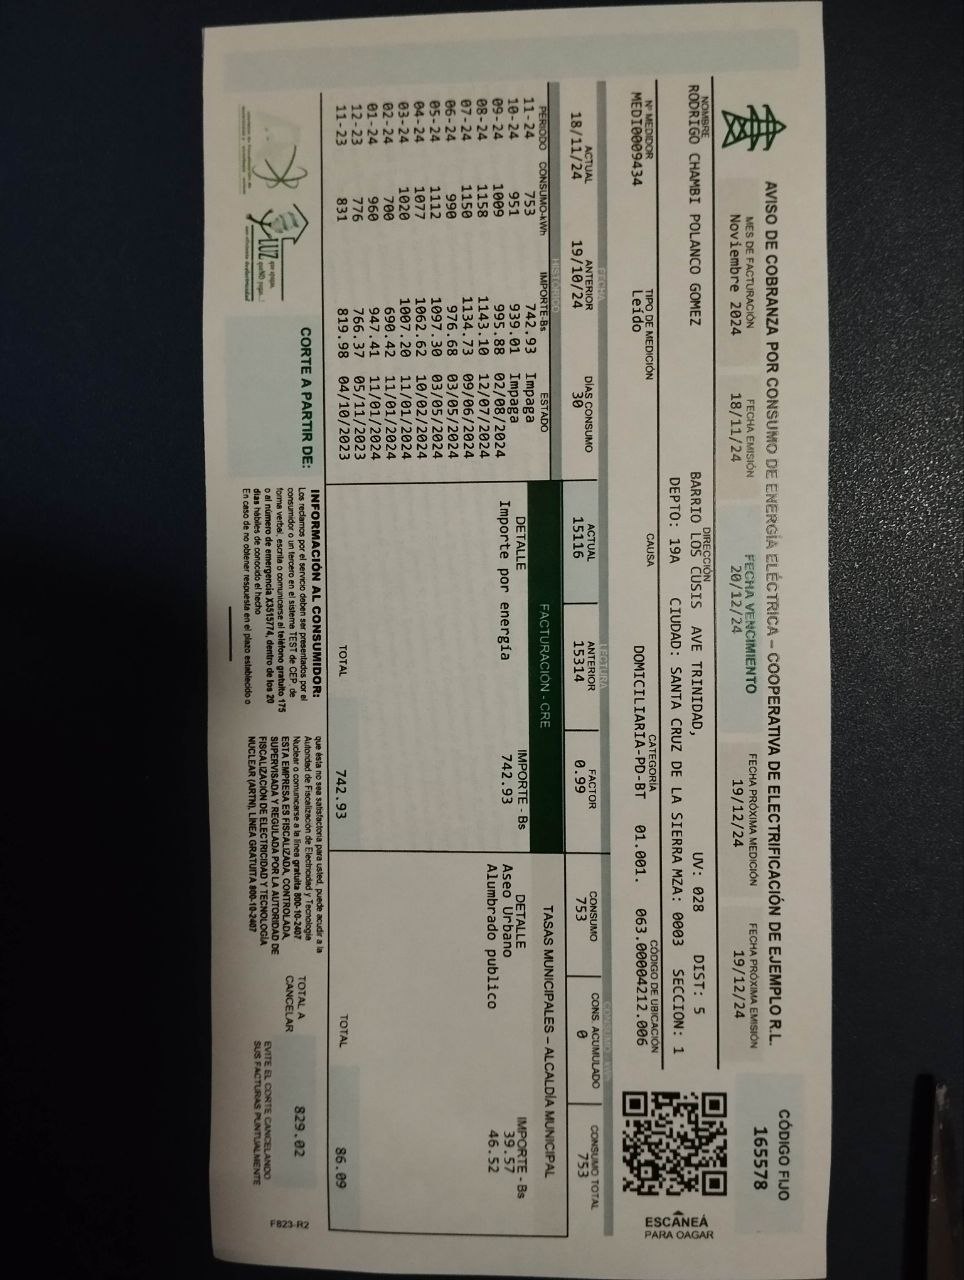 AVISO DE COBRANZA POR CONSUMO DE ENERGÍA ELÉCTRICA – COOPERATIVA DE ELECTRIFICACIÓN DE EJEMPLO R.L.
CÓDIGO FIJO
165578
MES DE FACTURACIÓN FECHA EMISIÓN FECHA VENCIMIENTO FECHA PRÓXIMA MEDICIÓN FECHA PRÓXIMA EMISIÓN
Noviembre 2024 18/11/24 20/12/24 19/12/24 19/12/24
NOMBRE DIRECCIÓN
RODRIGO CHAMBI POLANCO GOMEZ BARRIO LOS CUSIS AVE TRINIDAD, UV: 028 DIST: 5
DEPTO: 19A CIUDAD: SANTA CRUZ DE LA SIERRA MZA: 0003 SECCION: 1
Nº MEDIDOR TIPO DE MEDICIÓN CAUSA CATEGORIA CÓDIGO DE UBICACIÓN
MEDI0009434 Leído DOMICILIARIA-PD-BT 01.001. 063.00004212.006
ESCANEÁ
PARA OAGAR
FECHA LECTURA CONSUMO - kWh
ACTUAL ANTERIOR DÍAS CONSUMO ACTUAL ANTERIOR FACTOR CONSUMO CONS. ACUMULADO CONSUMO TOTAL
18/11/24 19/10/24 30 15116 15314 0.99 753 0 753
HISTÓRICO
PERIODO CONSUMO-kWh IMPORTE-Bs ESTADO
11-24 753 742.93 Impaga
10-24 951 939.01 Impaga
09-24 1009 995.88 02/08/2024
08-24 1158 1143.10 12/07/2024
07-24 1150 1134.73 09/06/2024
06-24 990 976.68 03/05/2024
05-24 1112 1097.30 03/05/2024
04-24 1077 1062.62 10/02/2024
03-24 1020 1007.20 11/01/2024
02-24 700 690.42 11/01/2024
01-24 960 947.41 11/01/2024
12-23 776 766.37 05/11/2023
11-23 831 819.98 04/10/2023
FACTURACIÓN - CRE
DETALLE IMPORTE - Bs
Importe por energía 742.93
TOTAL 742.93
TASAS MUNICIPALES – ALCALDÍA MUNICIPAL
DETALLE IMPORTE - Bs
Aseo Urbano 39.57
Alumbrado publico 46.52
TOTAL 86.09
LUZ
CORTE A PARTIR DE:
INFORMACIÓN AL CONSUMIDOR:
Los reclamos por el servicio deben ser presentados por el
consumidor o un tercero en el sistema TEST de CEP, de
forma verbal, escrita o comunicarse al teléfono gratuito 175
o al número de emergencia X3515774, dentro de los 20
días hábiles de conocido el hecho
En caso de no obtener respuesta en el plazo establecido o
que ésta no sea satisfactoria para usted, puede acudir a la
Autoridad de Fiscalización de Electricidad y Tecnología
Nuclear o comunicarse a la línea gratuita 800-10-2407
ESTA EMPRESA ES FISCALIZADA, CONTROLADA,
SUPERVISADA Y REGULADA POR LA AUTORIDAD DE
FISCALIZACIÓN DE ELECTRICIDAD Y TECNOLOGÍA
NUCLEAR (ARTN), LÍNEA GRATUITA 800-10-2407
TOTAL A
CANCELAR
829.02
EVITE EL CORTE CANCELANDO
SUS FACTURAS PUNTUALMENTE
F823-R2